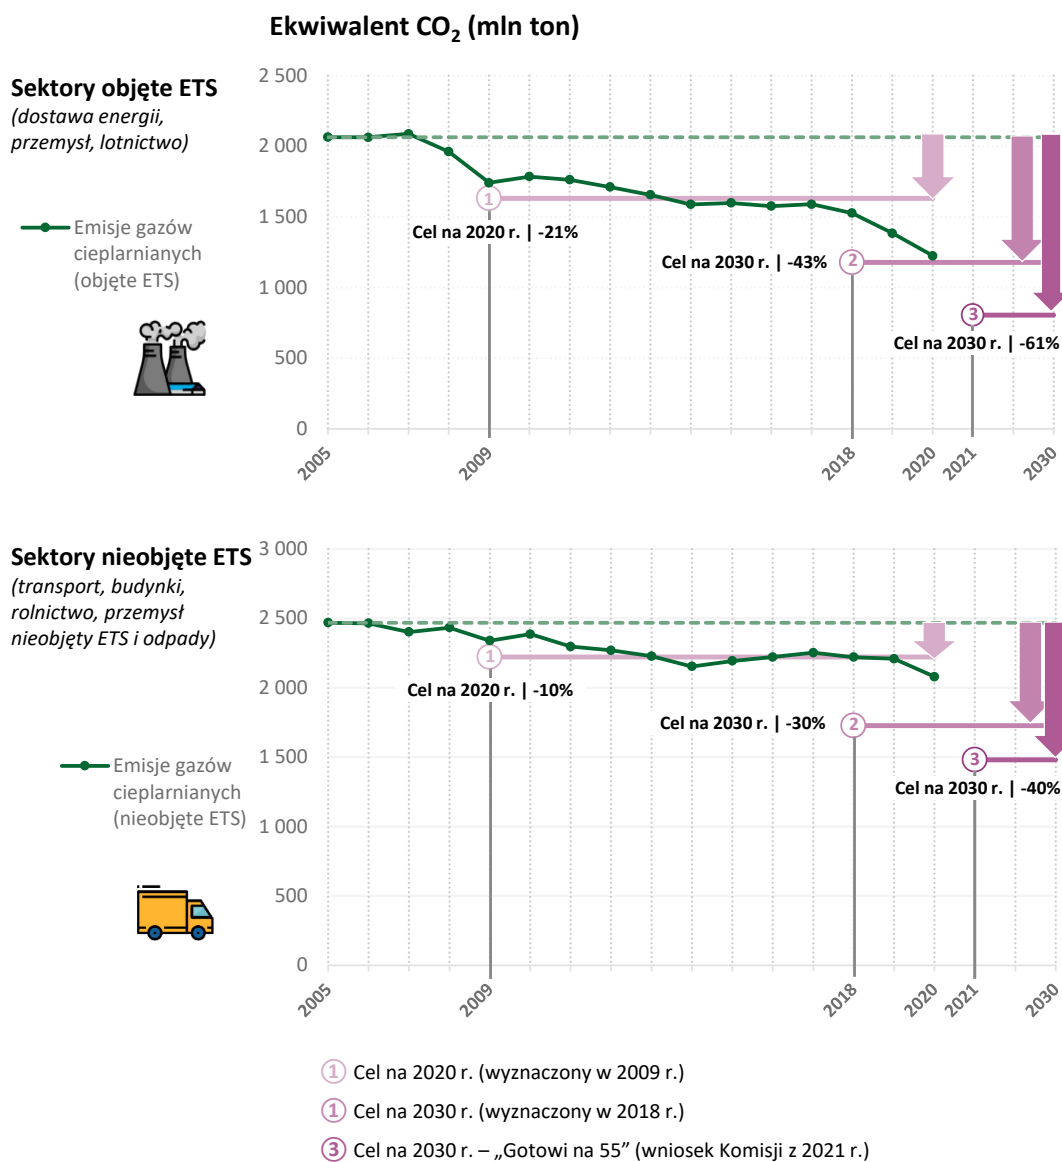 Ekwiwalent CO₂ (mln ton)
Sektory objęte ETS
(dostawa energii,
przemysł, lotnictwo)
Emisje gazów
cieplarnianych
(objęte ETS)
2 500
2 000
1 500
1 000
500
0
1
Cel na 2020 r. | -21%
Cel na 2030 r. | -43%
2
3
Cel na 2030 r. | -61%
2005
2009
2018
2020
2021
2030
Sektory nieobjęte ETS
(transport, budynki,
rolnictwo, przemysł
nieobjęty ETS i odpady)
Emisje gazów
cieplarnianych
(nieobjęte ETS)
3 000
2 500
2 000
1 500
1 000
500
0
1
Cel na 2020 r. | -10%
Cel na 2030 r. | -30%
2
3
Cel na 2030 r. | -40%
2005
2009
2018
2020
2021
2030
1 Cel na 2020 r. (wyznaczony w 2009 r.)
1 Cel na 2030 r. (wyznaczony w 2018 r.)
3 Cel na 2030 r. – „Gotowi na 55” (wniosek Komisji z 2021 r.)